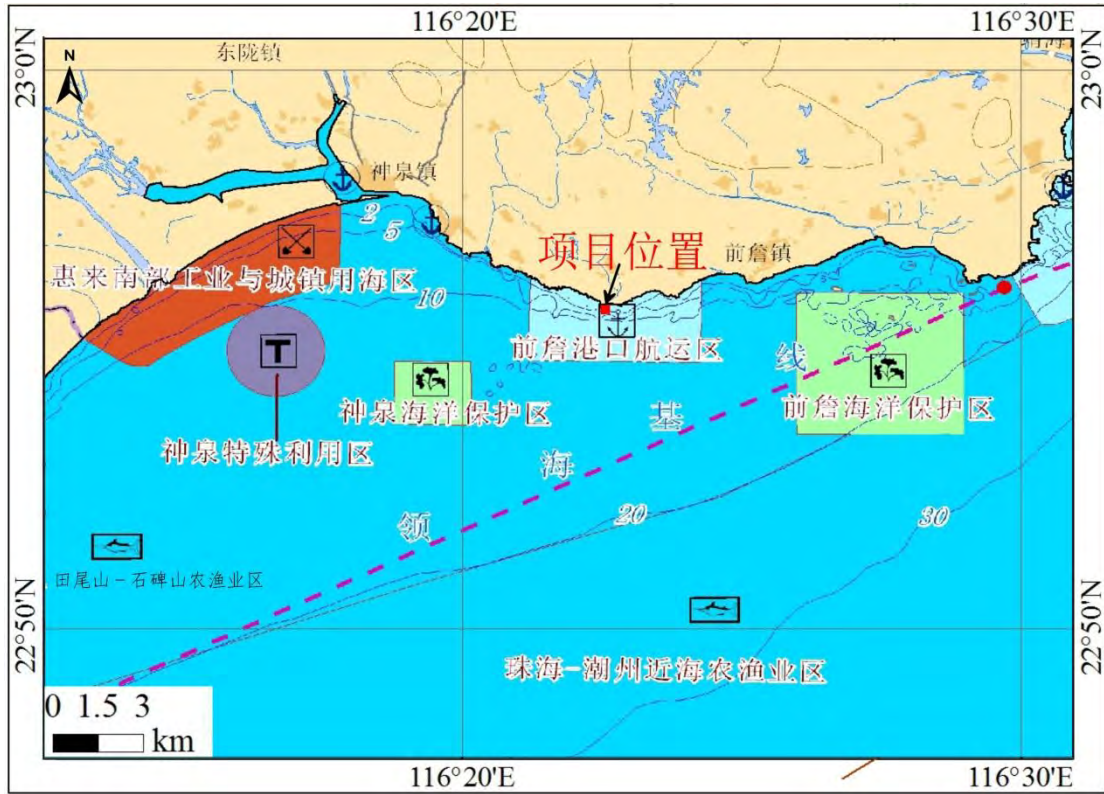 116°20'E
116°30'E
23°0'N
23°0'N
N
东陇镇
神泉镇
2
5
项目位置
前詹镇
惠来南部工业与城镇用海区
10
前詹港口航运区
线
神泉海洋保护区
前詹海洋保护区
基
神泉特殊利用区
海
领
20
30
田尾山-石碑山农渔业区
22°50'N
22°50'N
珠海-潮州近海农渔业区
0 1.5 3
km
116°20'E
116°30'E